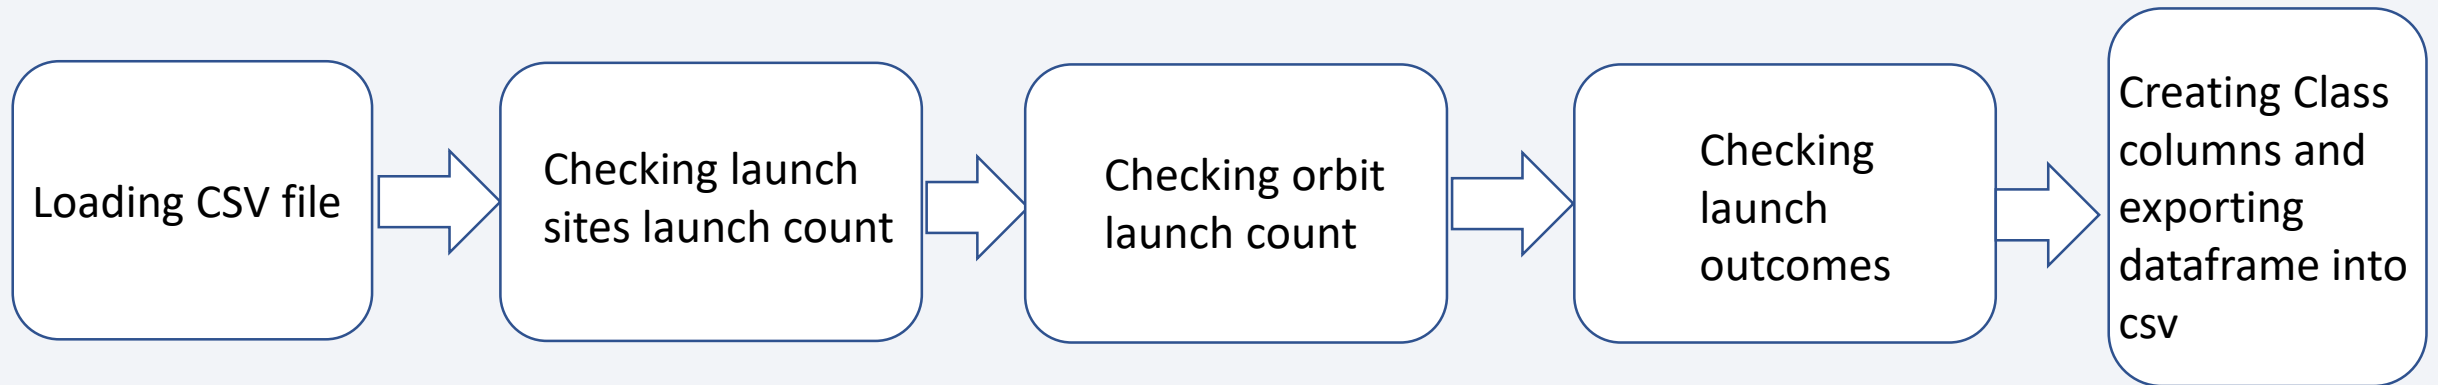 Loading CSV file
Checking launch
sites launch count
Checking orbit
launch count
Checking
launch
outcomes
Creating Class
columns and
exporting
dataframe into
csv